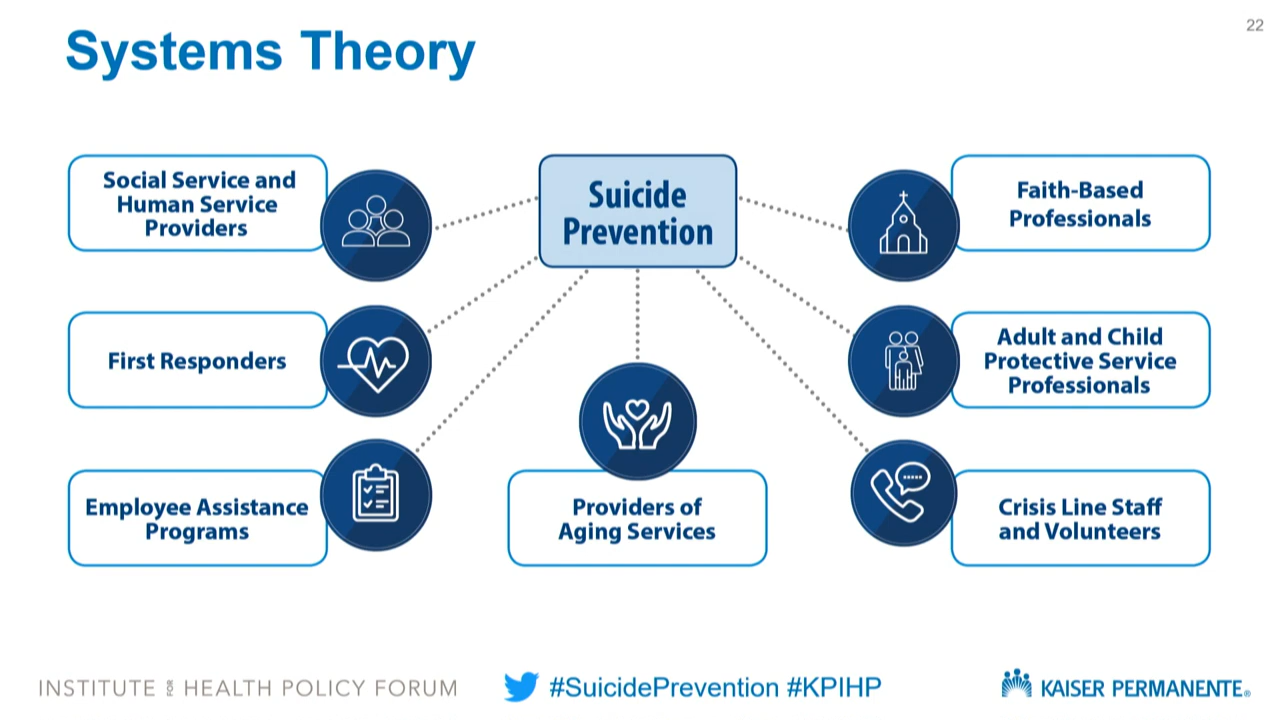 Systems Theory
22
Social Service and
Human Service
Providers
Suicide
Prevention
Faith-Based
Professionals
First Responders
Adult and Child
Protective Service
Professionals
Employee Assistance
Programs
Providers of
Aging Services
Crisis Line Staff
and Volunteers
INSTITUTE FOR HEALTH POLICY FORUM
#SuicidePrevention #KPIHP
KAISER PERMANENTE®